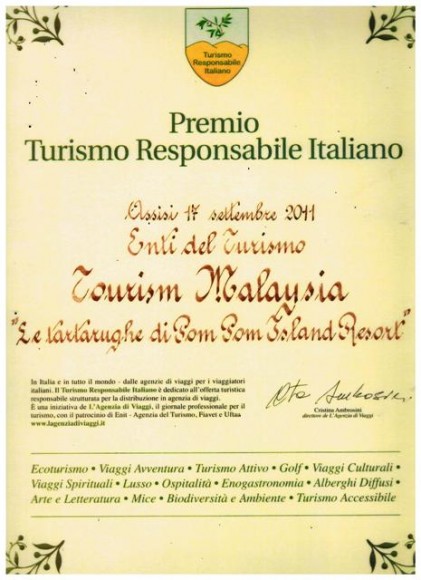 Turismo
Responsabile
Italiano
Premio
Turismo Responsabile Italiano
Assisi 17 settembre 2011
Enti del Turismo
Tourism Malaysia
"Le tartarughe di Pom Pom Island Resort"
In Italia e in tutto il mondo - dalle agenzie di viaggi per i viaggiatori
italiani. Il Turismo Responsabile Italiano è dedicato all'offerta turistica
responsabile strutturata per la distribuzione in agenzia di viaggi.
È una iniziativa de L'Agenzia di Viaggi, il giornale professionale per il
turismo, con il patrocinio di Enit - Agenzia del Turismo, Fiavet e Uftaa
www.lagenziadiviaggi.it
Cristina Ambrosini
direttore de L'Agenzia di Viaggi
Ecoturismo • Viaggi Avventura • Turismo Attivo • Golf • Viaggi Culturali •
Viaggi Spirituali • Lusso • Ospitalità • Enogastronomia • Alberghi Diffusi •
Arte e Letteratura • Mice • Biodiversità e Ambiente • Turismo Accessibile